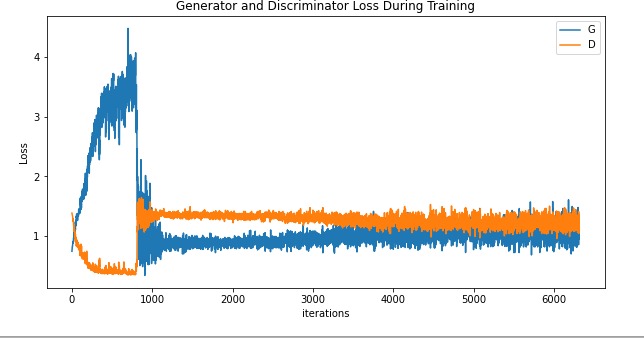 Generator and Discriminator Loss During Training
G
D
4
3
2
1
Loss
0
1000
2000
3000
4000
5000
6000
iterations